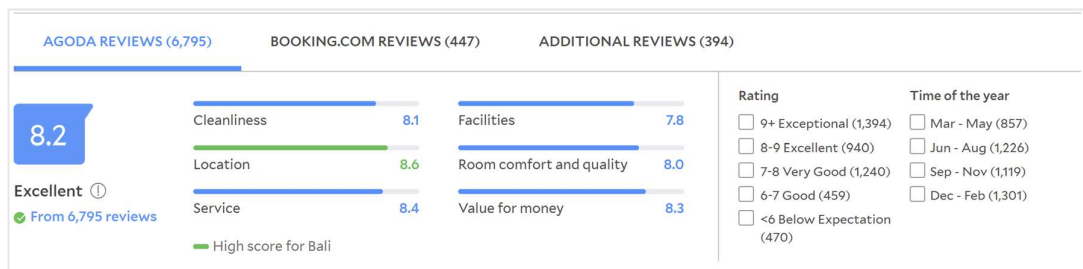 AGODA REVIEWS (6,795)
BOOKING.COM REVIEWS (447)
ADDITIONAL REVIEWS (394)
8.2
Excellent
From 6,795 reviews
Cleanliness 8.1
Location 8.6
Service 8.4
High score for Bali
Facilities 7.8
Room comfort and quality 8.0
Value for money 8.3
Rating
9+ Exceptional (1,394)
8-9 Excellent (940)
7-8 Very Good (1,240)
6-7 Good (459)
<6 Below Expectation
(470)
Time of the year
Mar - May (857)
Jun - Aug (1,226)
Sep - Nov (1,119)
Dec - Feb (1,301)